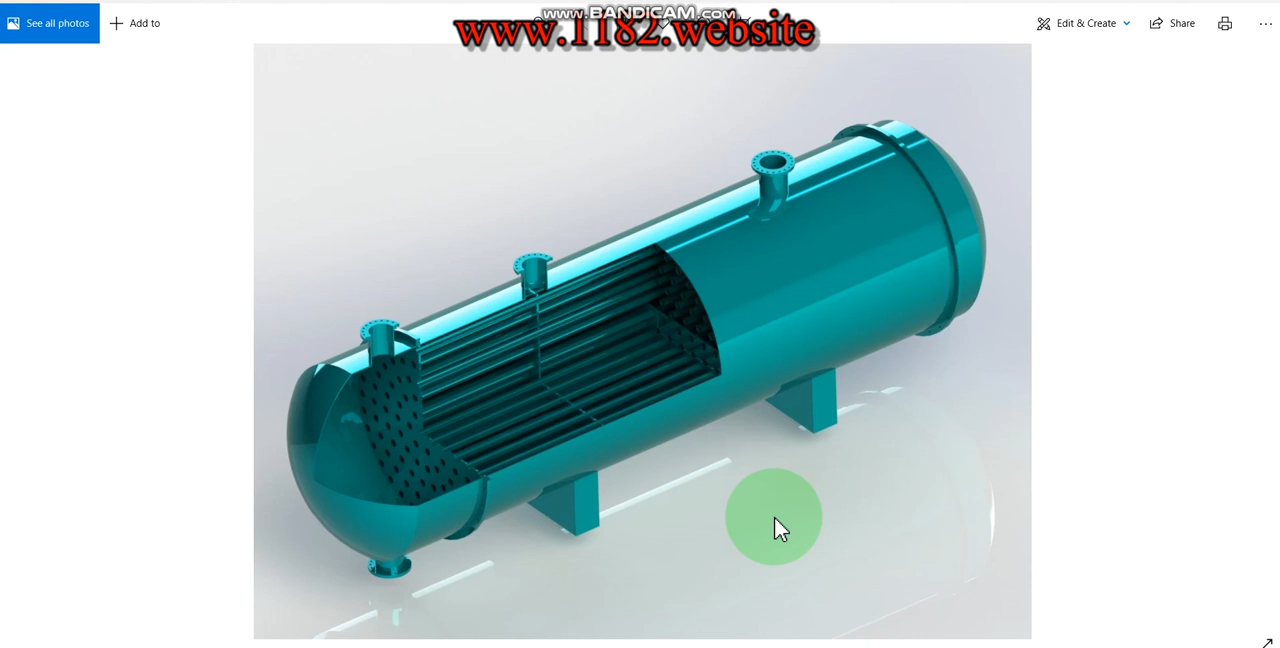 www.BANDICAM.com
See all photos
Add to
www.1182.website
Edit & Create
Share